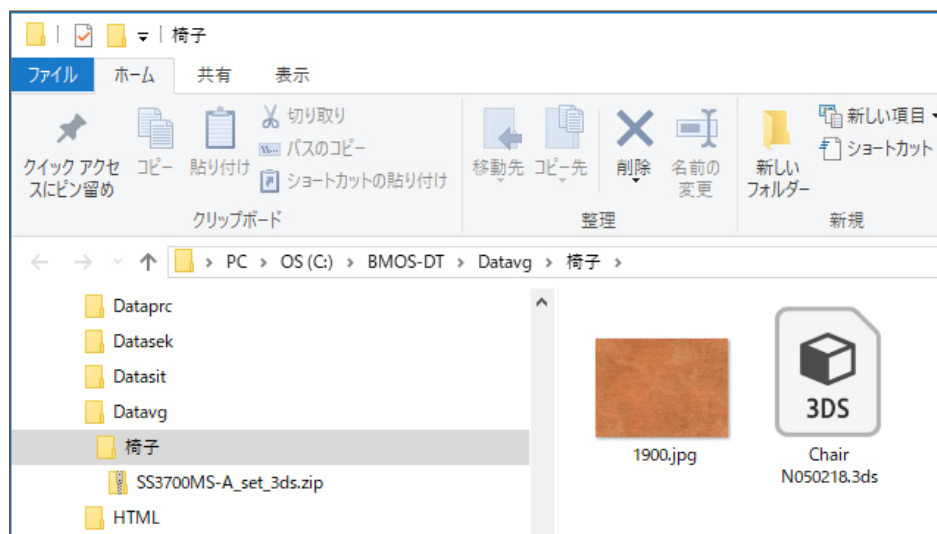 椅子
ファイル ホーム 共有 表示
クイック アクセ
スにピン留め
コピー
貼り付け
切り取り
パスのコピー
ショートカットの貼り付け
クリップボード
移動先
コピー先
削除
名前の
変更
整理
新しい
フォルダー
新しい項目
ショートカット
新規
PC > OS (C:) > BMOS-DT > Datavg > 椅子 >
Dataprc
Datasek
Datasit
Datavg
椅子
SS3700MS-A_set_3ds.zip
HTML
1900.jpg
3DS
Chair
N050218.3ds